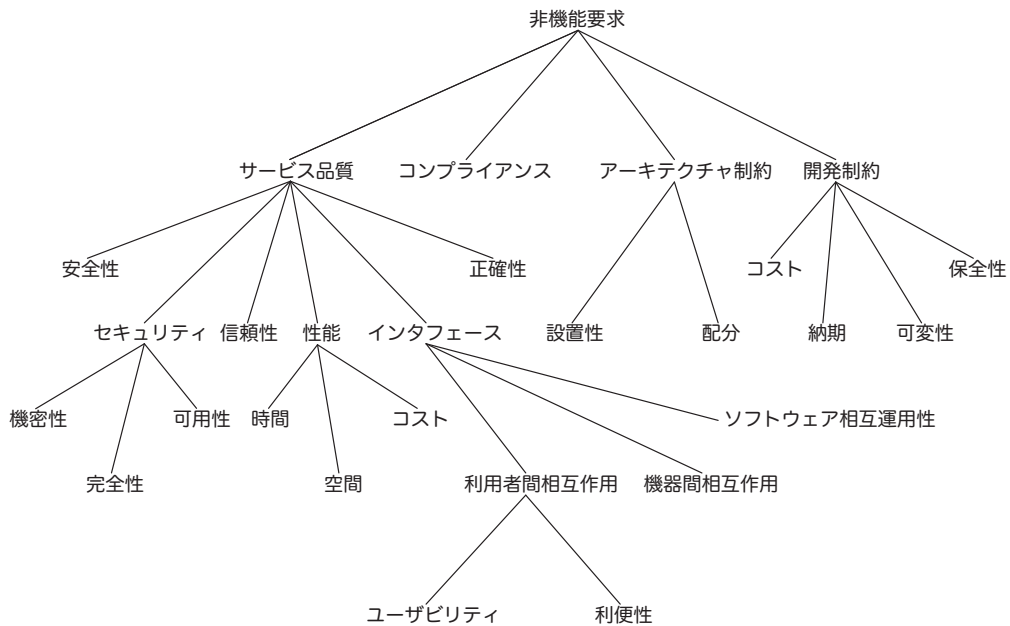 非機能要求
サービス品質
コンプライアンス
アーキテクチャ制約
開発制約
安全性
正確性
コスト
保全性
セキュリティ
信頼性
性能
インタフェース
設置性
配分
納期
可変性
機密性
可用性
時間
コスト
ソフトウェア相互運用性
完全性
空間
利用者間相互作用
機器間相互作用
ユーザビリティ
利便性